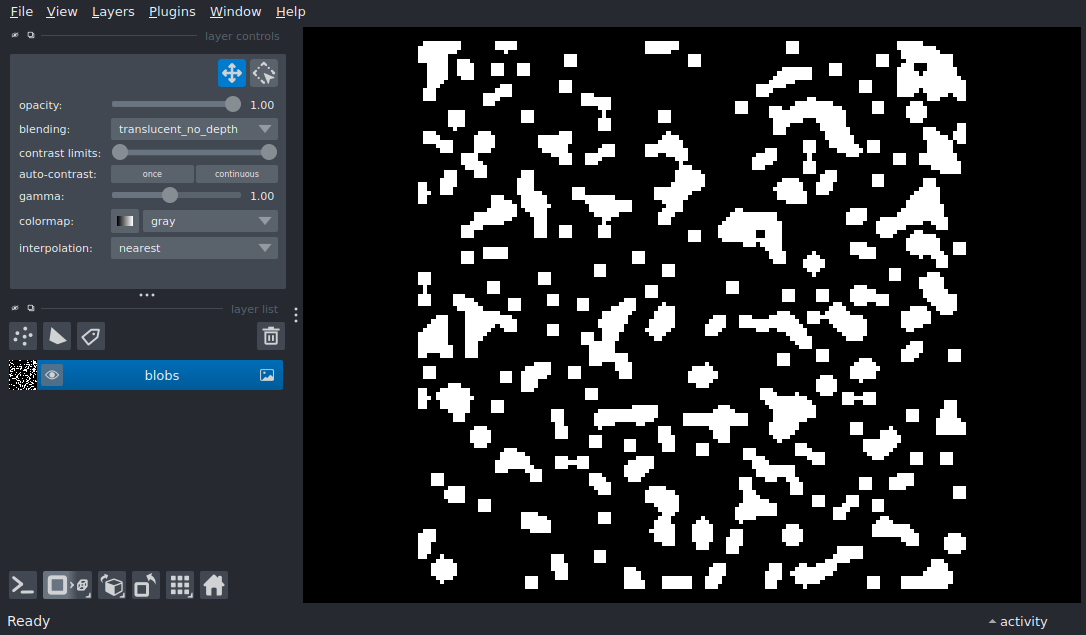 File View Layers Plugins Window Help
layer controls
opacity: 1.00
blending: translucent_no_depth
contrast limits:
auto-contrast: once continuous
gamma: 1.00
colormap: gray
interpolation: nearest
layer list
blobs
Ready activity